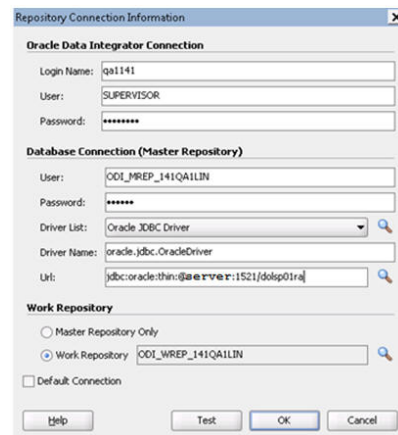 Repository Connection Information
Oracle Data Integrator Connection
Login Name: qa1141
User: SUPERVISOR
Password: ••••••••
Database Connection (Master Repository)
User: ODI_MREP_141QA1LIN
Password: ••••••
Driver List: Oracle JDBC Driver
Driver Name: oracle.jdbc.OracleDriver
Url: jdbc:oracle:thin:@server:1521/dolsp01ra
Work Repository
Master Repository Only
Work Repository ODI_WREP_141QA1LIN
Default Connection
Help Test OK Cancel